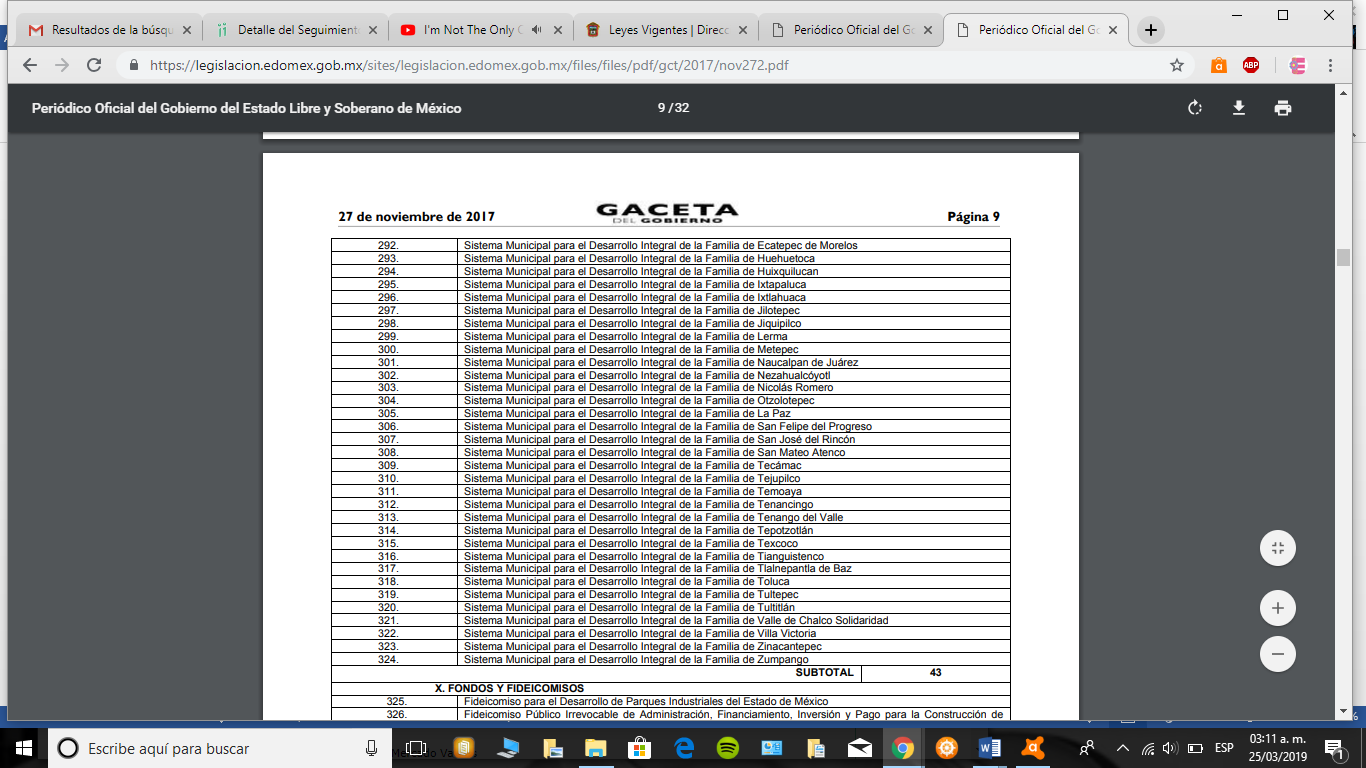 Resultados de la búsqu
Detalle del Seguimient
I'm Not The Only
Leyes Vigentes | Direcc
Periódico Oficial del Go
Periódico Oficial del Go
https://legislacion.edomex.gob.mx/sites/legislacion.edomex.gob.mx/files/files/pdf/gct/2017/nov272.pdf
ABP
Periódico Oficial del Gobierno del Estado Libre y Soberano de México
9 / 32
27 de noviembre de 2017
GACETA
DEL GOBIERNO
Página 9
292. Sistema Municipal para el Desarrollo Integral de la Familia de Ecatepec de Morelos
293. Sistema Municipal para el Desarrollo Integral de la Familia de Huehuetoca
294. Sistema Municipal para el Desarrollo Integral de la Familia de Huixquilucan
295. Sistema Municipal para el Desarrollo Integral de la Familia de Ixtapaluca
296. Sistema Municipal para el Desarrollo Integral de la Familia de Ixtlahuaca
297. Sistema Municipal para el Desarrollo Integral de la Familia de Jilotepec
298. Sistema Municipal para el Desarrollo Integral de la Familia de Jiquipilco
299. Sistema Municipal para el Desarrollo Integral de la Familia de Lerma
300. Sistema Municipal para el Desarrollo Integral de la Familia de Metepec
301. Sistema Municipal para el Desarrollo Integral de la Familia de Naucalpan de Juárez
302. Sistema Municipal para el Desarrollo Integral de la Familia de Nezahualcóyotl
303. Sistema Municipal para el Desarrollo Integral de la Familia de Nicolás Romero
304. Sistema Municipal para el Desarrollo Integral de la Familia de Otzolotepec
305. Sistema Municipal para el Desarrollo Integral de la Familia de La Paz
306. Sistema Municipal para el Desarrollo Integral de la Familia de San Felipe del Progreso
307. Sistema Municipal para el Desarrollo Integral de la Familia de San José del Rincón
308. Sistema Municipal para el Desarrollo Integral de la Familia de San Mateo Atenco
309. Sistema Municipal para el Desarrollo Integral de la Familia de Tecámac
310. Sistema Municipal para el Desarrollo Integral de la Familia de Tejupilco
311. Sistema Municipal para el Desarrollo Integral de la Familia de Temoaya
312. Sistema Municipal para el Desarrollo Integral de la Familia de Tenancingo
313. Sistema Municipal para el Desarrollo Integral de la Familia de Tenango del Valle
314. Sistema Municipal para el Desarrollo Integral de la Familia de Tepotzotlán
315. Sistema Municipal para el Desarrollo Integral de la Familia de Texcoco
316. Sistema Municipal para el Desarrollo Integral de la Familia de Tianguistenco
317. Sistema Municipal para el Desarrollo Integral de la Familia de Tlalnepantla de Baz
318. Sistema Municipal para el Desarrollo Integral de la Familia de Toluca
319. Sistema Municipal para el Desarrollo Integral de la Familia de Tultepec
320. Sistema Municipal para el Desarrollo Integral de la Familia de Tultitlán
321. Sistema Municipal para el Desarrollo Integral de la Familia de Valle de Chalco Solidaridad
322. Sistema Municipal para el Desarrollo Integral de la Familia de Villa Victoria
323. Sistema Municipal para el Desarrollo Integral de la Familia de Zinacantepec
324. Sistema Municipal para el Desarrollo Integral de la Familia de Zumpango
SUBTOTAL 43
X. FONDOS Y FIDEICOMISOS
325. Fideicomiso para el Desarrollo de Parques Industriales del Estado de México
326. Fideicomiso Público Irrevocable de Administración, Financiamiento, Inversión y Pago para la Construcción de
Escribe aquí para buscar
ESP
03:11 a. m.
25/03/2019
1